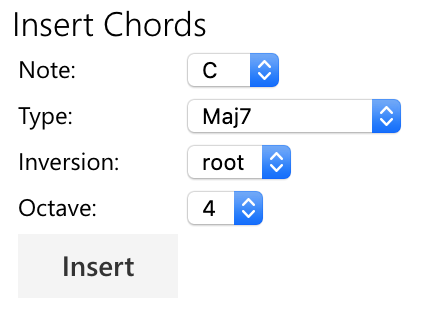 Insert Chords
Note: C
Type: Maj7
Inversion: root
Octave: 4
Insert